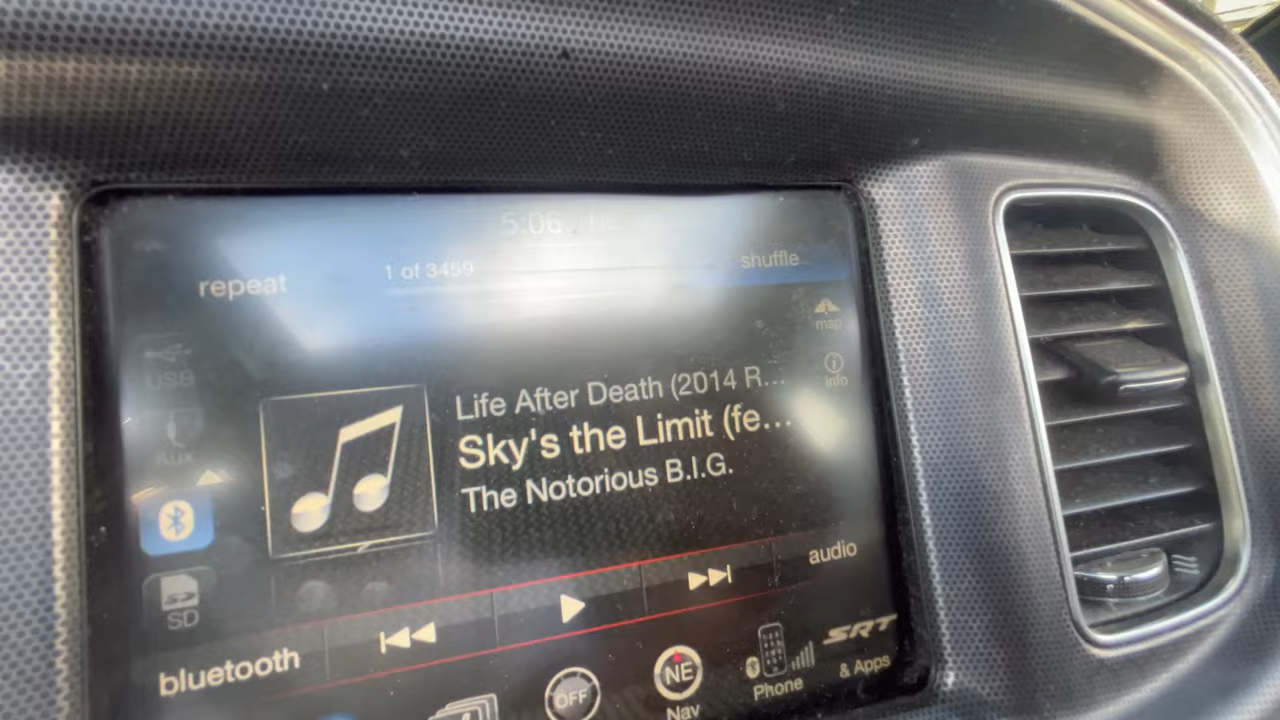 5:06
repeat
1 of 3459
shuffle
map
USB
info
Life After Death (2014 R...
Sky's the Limit (fe...
The Notorious B.I.G.
AUX
SD
audio
bluetooth
OFF
NE
Nav
Phone
SRT
& Apps